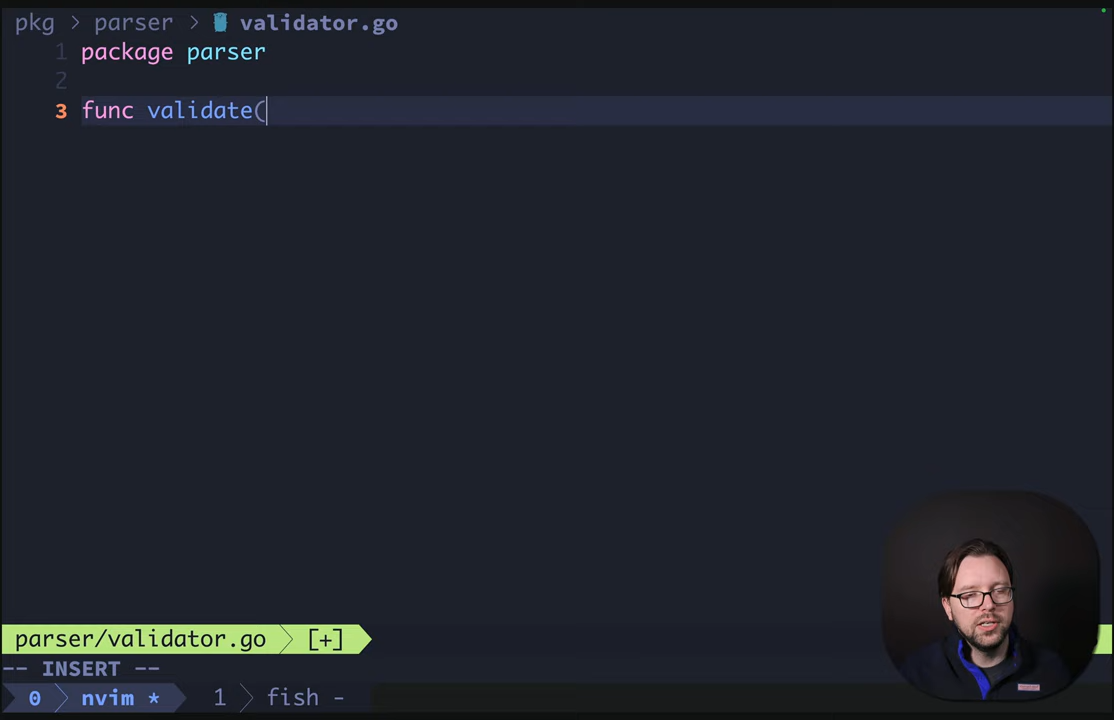 pkg > parser > validator.go
1 package parser
2
3 func validate(
parser/validator.go [+]
-- INSERT --
0 nvim * 1 fish -